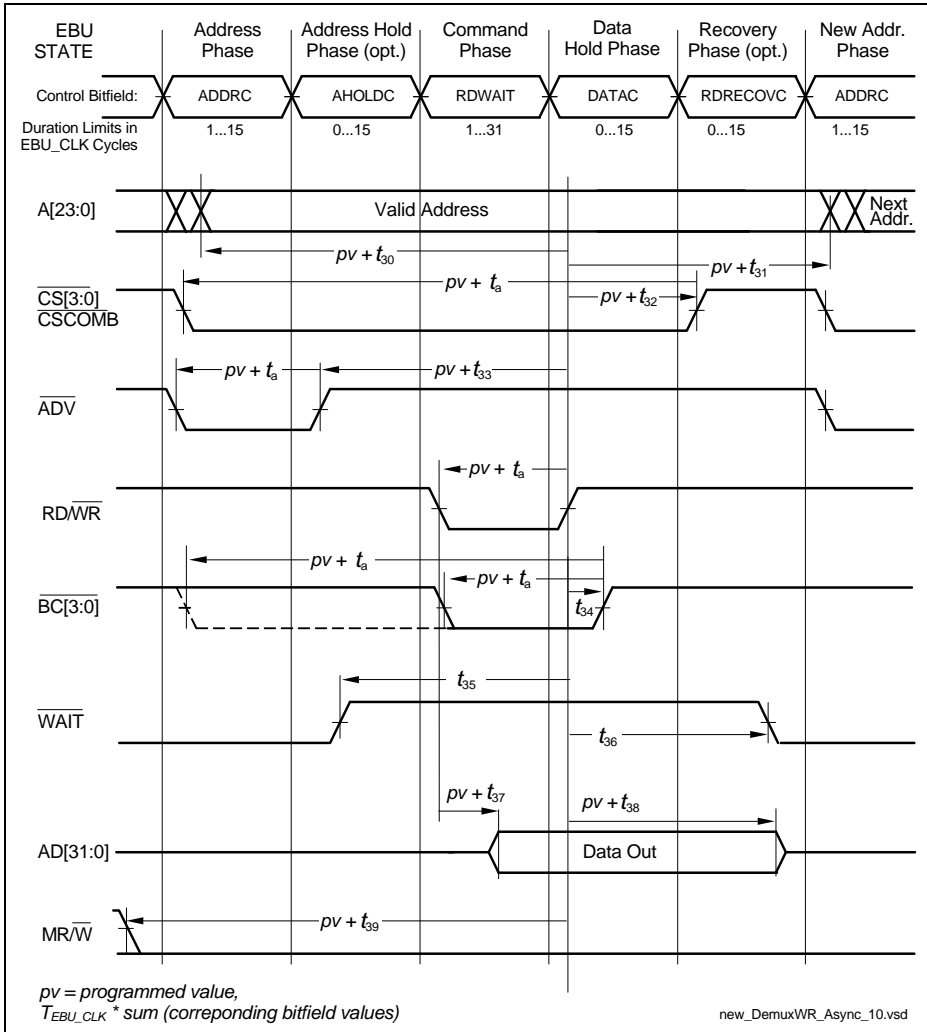 EBU STATE
Address Phase
Address Hold Phase (opt.)
Command Phase
Data Hold Phase
Recovery Phase (opt.)
New Addr. Phase
Control Bitfield: ADDRC AHOLDC RDWAIT DATAC RDRECOVC ADDRC
Duration Limits in EBU_CLK Cycles 1...15 0...15 1...31 0...15 0...15 1...15
A[23:0] Valid Address Next Addr.
pv + t30
pv + t31
pv + ta
CS[3:0] CSCOMB
pv + t32
pv + ta
pv + t33
ADV
pv + ta
RD/WR
pv + ta
pv + ta
BC[3:0]
t34
t35
WAIT
t36
pv + t37
pv + t38
AD[31:0] Data Out
MR/W
pv + t39
pv = programmed value,
TEBU_CLK * sum (correponding bitfield values)
new_DemuxWR_Async_10.vsd